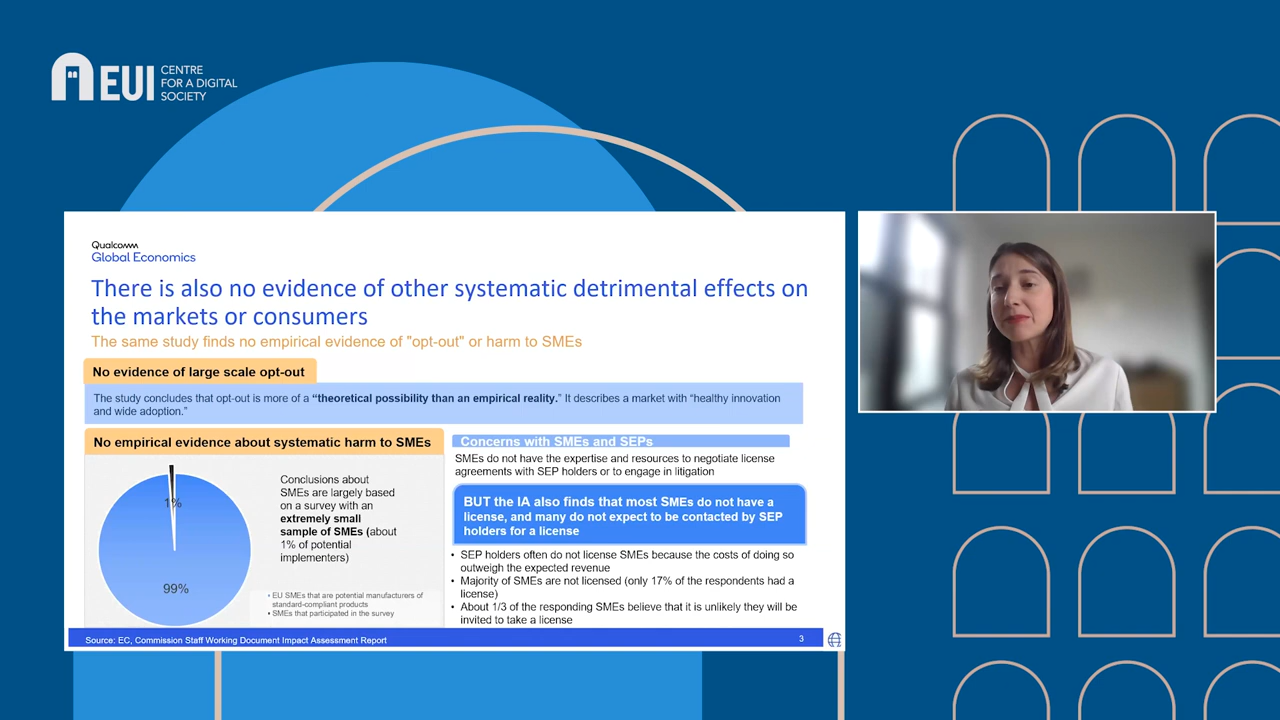 EUI
CENTRE
FOR A DIGITAL
SOCIETY
Qualcomm
Global Economics
There is also no evidence of other systematic detrimental effects on
the markets or consumers
The same study finds no empirical evidence of "opt-out" or harm to SMEs
No evidence of large scale opt-out
The study concludes that opt-out is more of a “theoretical possibility than an empirical reality.” It describes a market with “healthy innovation
and wide adoption.”
No empirical evidence about systematic harm to SMEs
1%
99%
Conclusions about
SMEs are largely based
on a survey with an
extremely small
sample of SMEs (about
1% of potential
implementers)
• EU SMEs that are potential manufacturers of
standard-compliant products
• SMEs that participated in the survey
Concerns with SMEs and SEPs
SMEs do not have the expertise and resources to negotiate license
agreements with SEP holders or to engage in litigation
BUT the IA also finds that most SMEs do not have a
license, and many do not expect to be contacted by SEP
holders for a license
• SEP holders often do not license SMEs because the costs of doing so
outweigh the expected revenue
• Majority of SMEs are not licensed (only 17% of the respondents had a
license)
• About 1/3 of the responding SMEs believe that it is unlikely they will be
invited to take a license
Source: EC, Commission Staff Working Document Impact Assessment Report
3